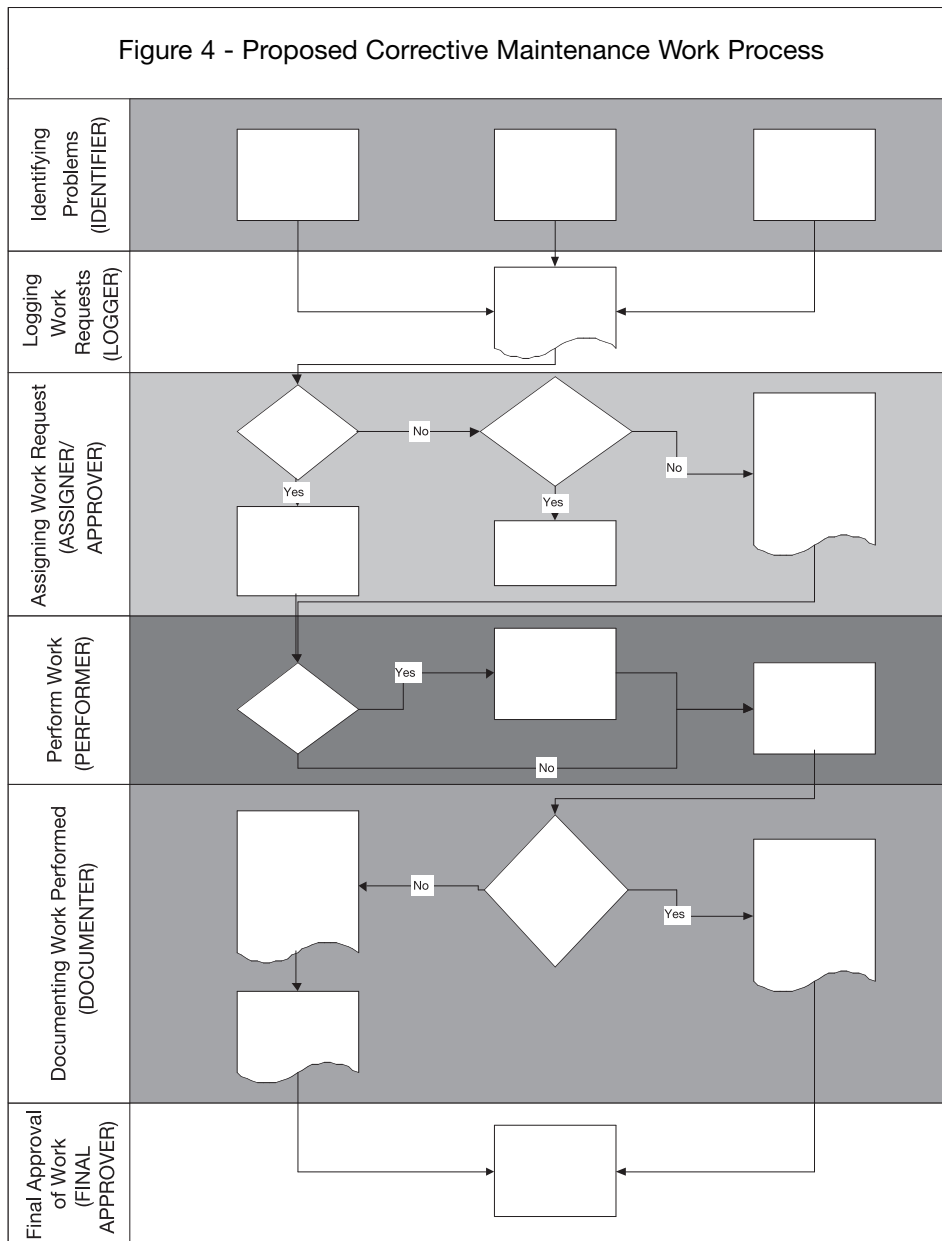 Figure 4 - Proposed Corrective Maintenance Work Process
Identifying
Problems
(IDENTIFIER)
Logging
Work
Requests
(LOGGER)
Assigning Work Request
(ASSIGNER/
APPROVER)
No
No
Yes
Yes
Perform Work
(PERFORMER)
Yes
No
Documenting Work Performed
(DOCUMENTER)
No
Yes
Final Approval
of Work
(FINAL
APPROVER)